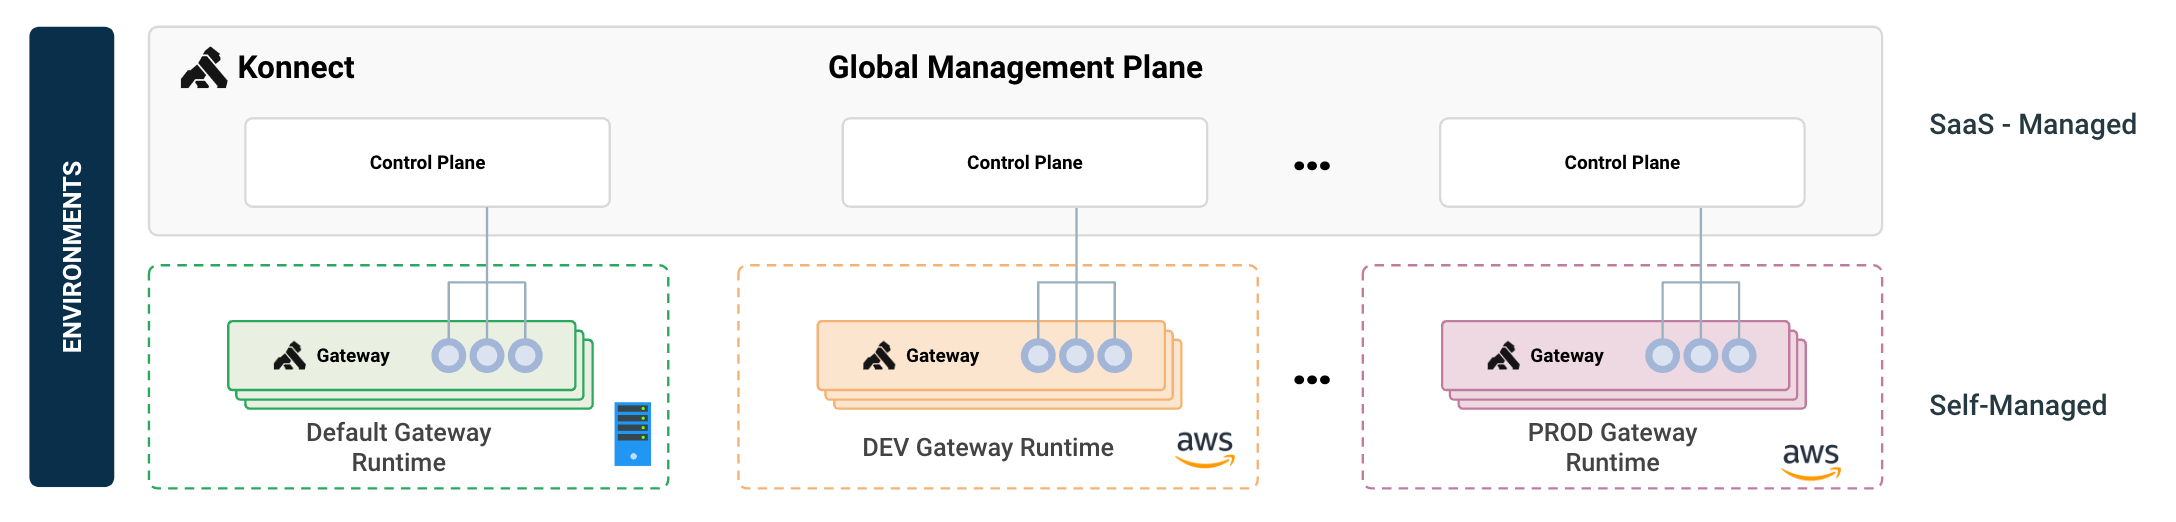 ENVIRONMENTS
Konnect
Global Management Plane
Control Plane
Control Plane
•••
Control Plane
SaaS - Managed
Gateway
Default Gateway
Runtime
Gateway
DEV Gateway Runtime
aws
•••
Gateway
PROD Gateway
Runtime
aws
Self-Managed